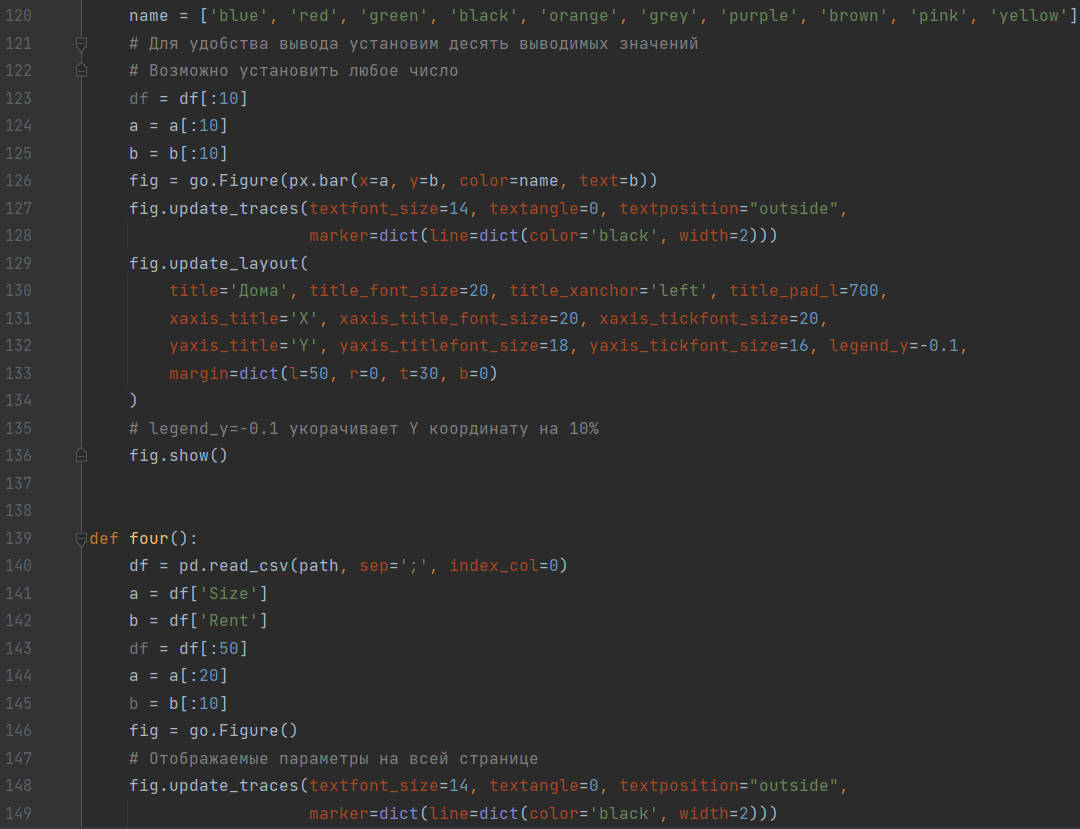 120 name = ['blue', 'red', 'green', 'black', 'orange', 'grey', 'purple', 'brown', 'pink', 'yellow']
121 # Для удобства вывода установим десять выводимых значений
122 # Возможно установить любое число
123 df = df[:10]
124 a = a[:10]
125 b = b[:10]
126 fig = go.Figure(px.bar(x=a, y=b, color=name, text=b))
127 fig.update_traces(textfont_size=14, textangle=0, textposition="outside",
128 marker=dict(line=dict(color='black', width=2)))
129 fig.update_layout(
130 title='Дома', title_font_size=20, title_xanchor='left', title_pad_l=700,
131 xaxis_title='X', xaxis_title_font_size=20, xaxis_tickfont_size=20,
132 yaxis_title='Y', yaxis_titlefont_size=18, yaxis_tickfont_size=16, legend_y=-0.1,
133 margin=dict(l=50, r=0, t=30, b=0)
134 )
135 # legend_y=-0.1 укорачивает Y координату на 10%
136 fig.show()
137
138
139 def four():
140 df = pd.read_csv(path, sep=';', index_col=0)
141 a = df['Size']
142 b = df['Rent']
143 df = df[:50]
144 a = a[:20]
145 b = b[:10]
146 fig = go.Figure()
147 # Отображаемые параметры на всей странице
148 fig.update_traces(textfont_size=14, textangle=0, textposition="outside",
149 marker=dict(line=dict(color='black', width=2)))